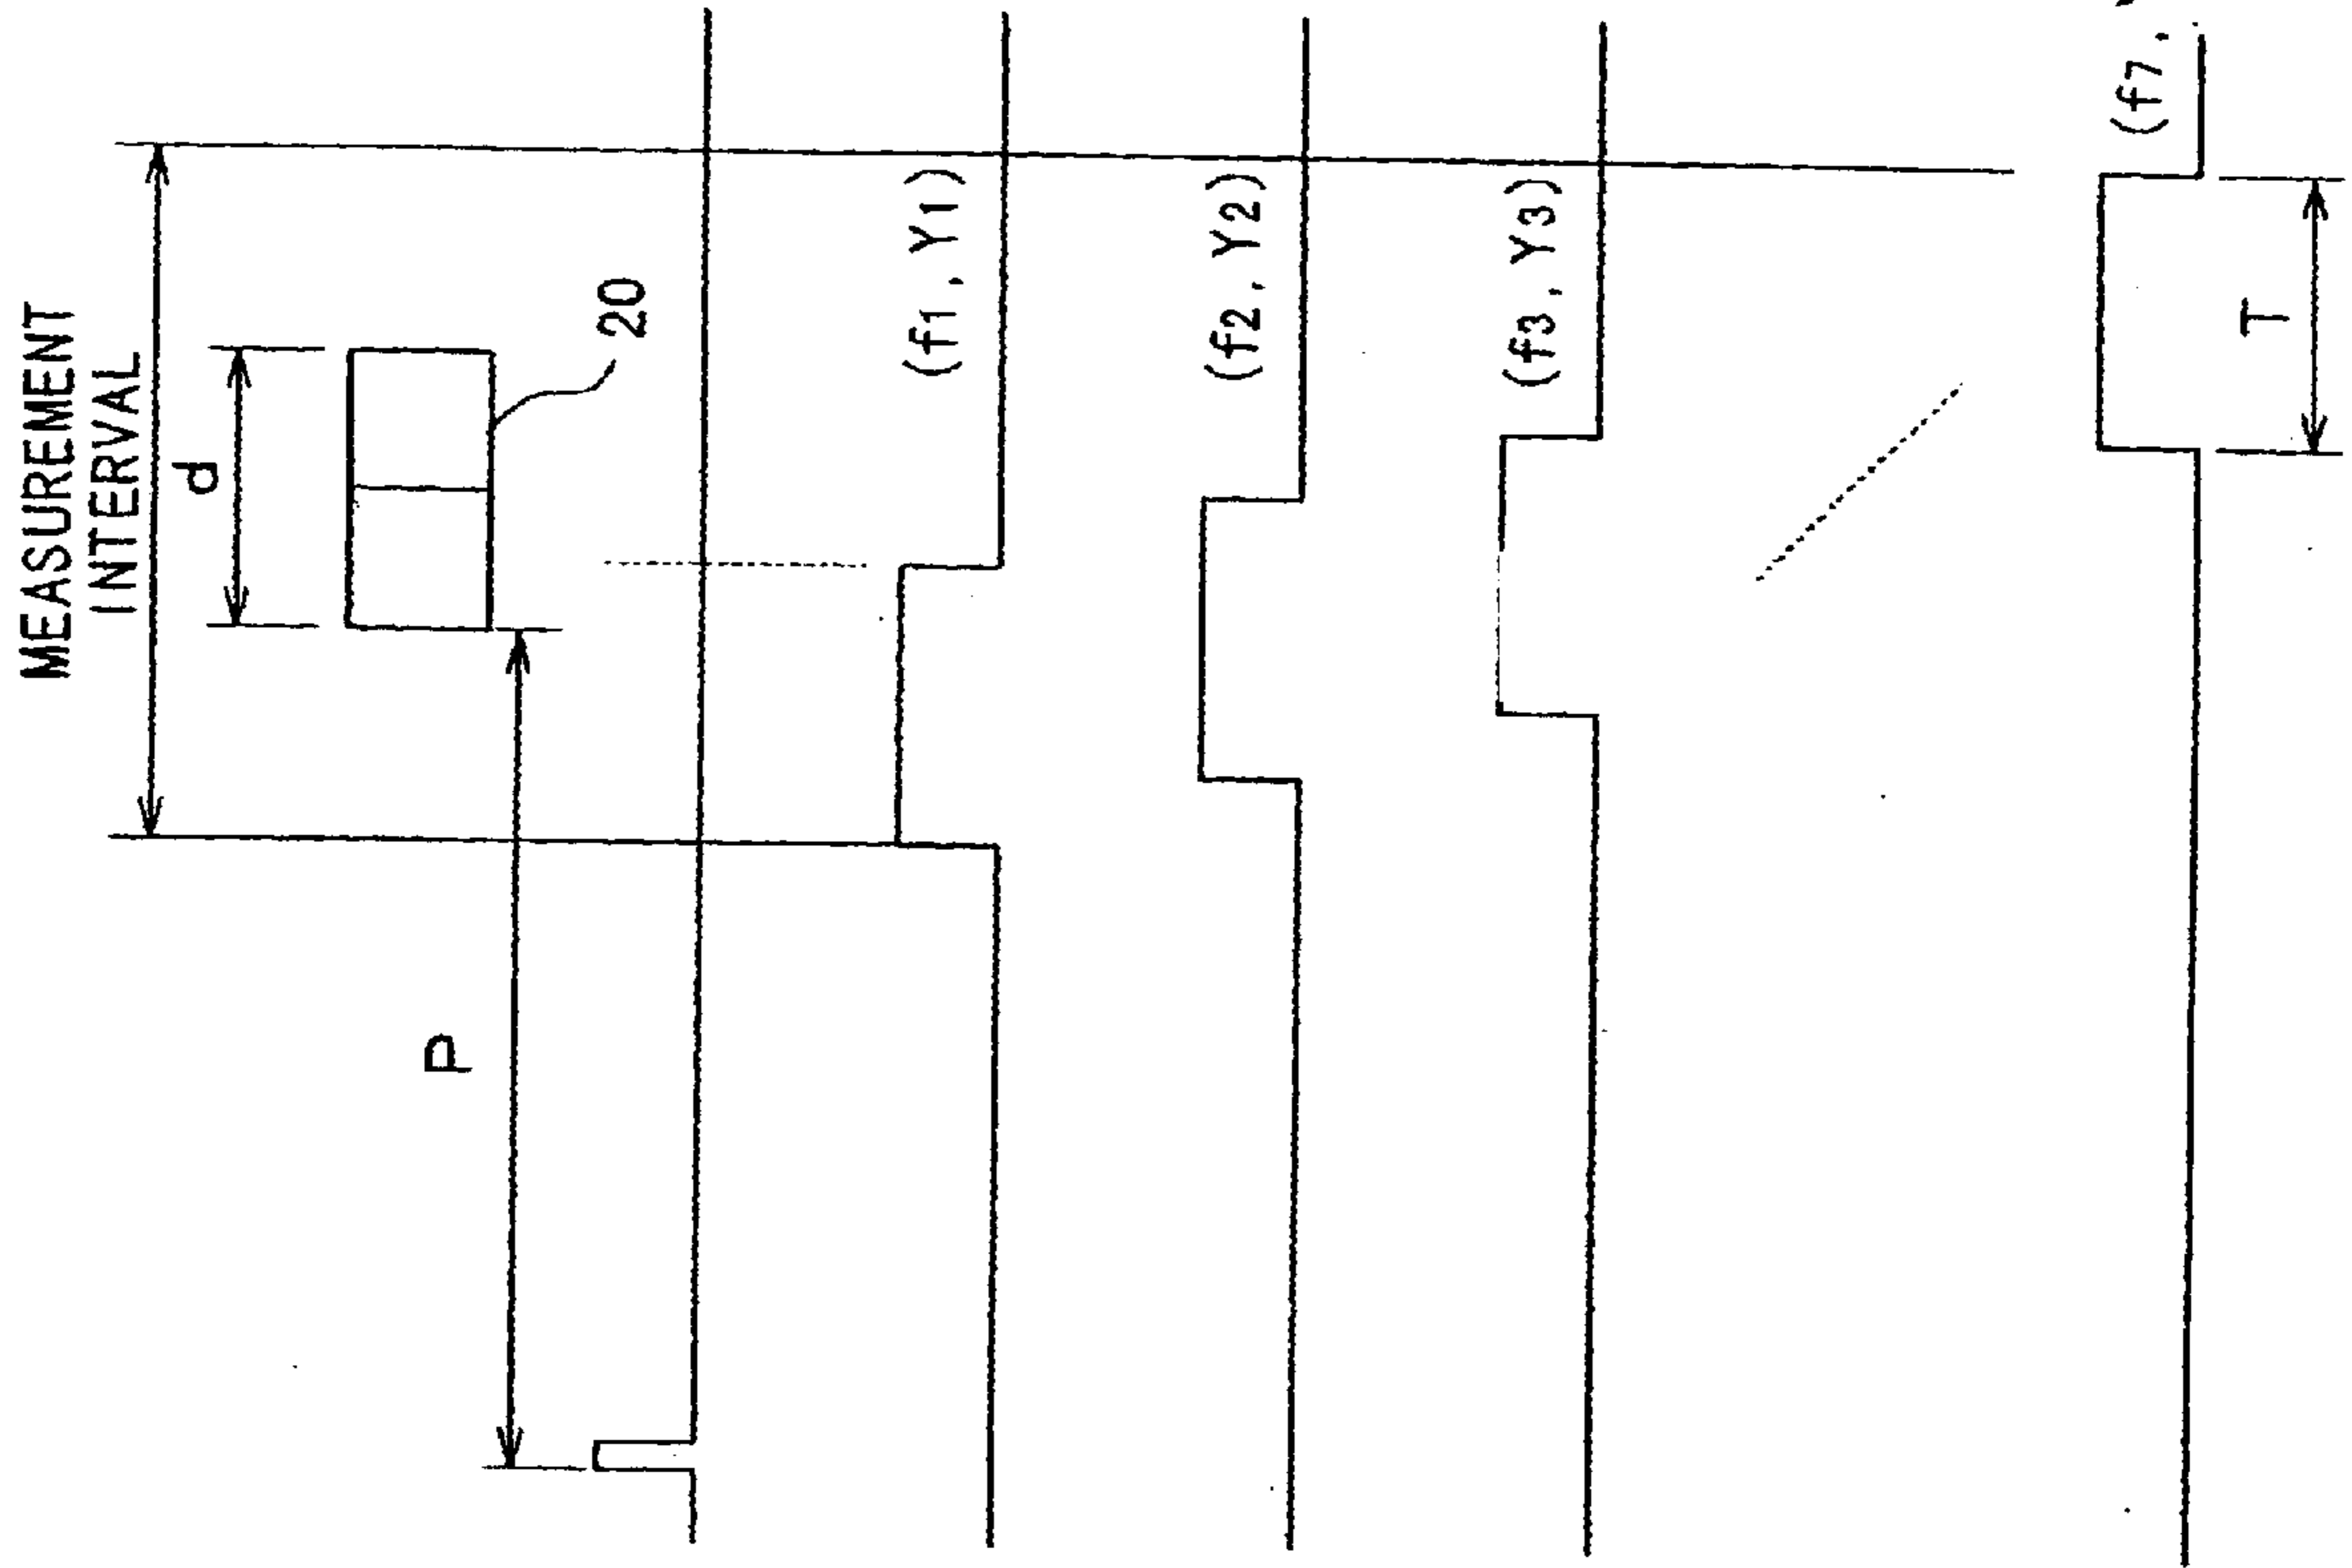 MEASUREMENT
INTERVAL
d
20
P
(f1, Y1)
(f2, Y2)
(f3, Y3)
(f7,
T